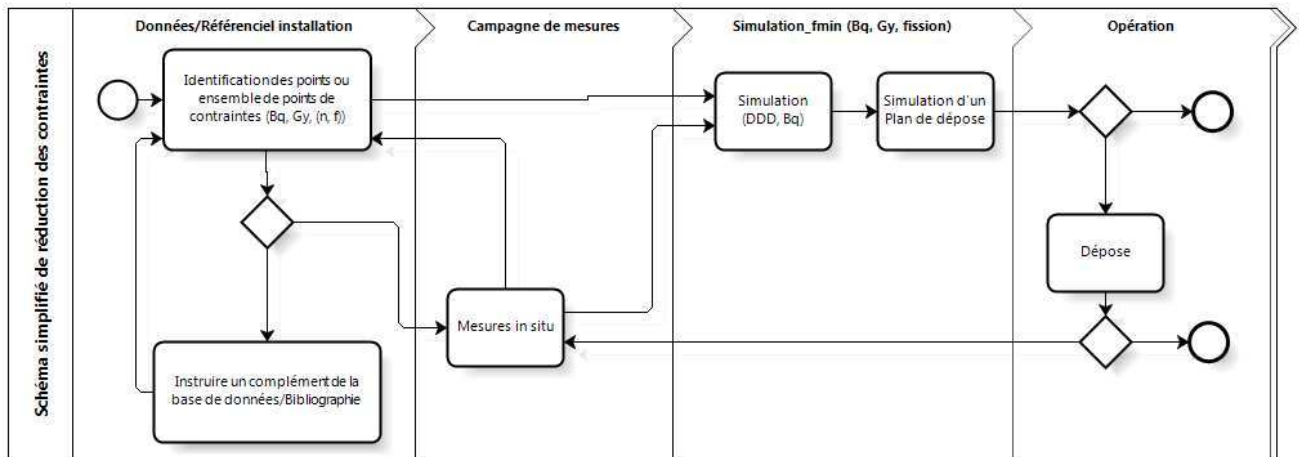 Schéma simplifié de réduction des contraintes
Données/Référenciel installation
Campagne de mesures
Simulation_fmin (Bq, Gy, fission)
Opération
Identification des points ou
ensemble de points de
contraintes (Bq, Gy, (n, f))
Simulation
(DDD, Bq)
Simulation d'un
Plan de dépose
Dépose
Mesures in situ
Instruire un complément de la
base de données/Bibliographie